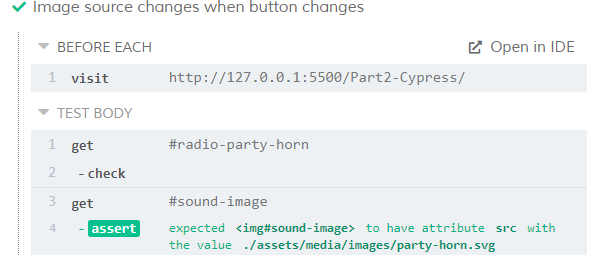 Image source changes when button changes
BEFORE EACH Open in IDE
1 visit http://127.0.0.1:5500/Part2-Cypress/
TEST BODY
1 get #radio-party-horn
2 -check
3 get #sound-image
4 -assert expected <img#sound-image> to have attribute src with
the value ./assets/media/images/party-horn.svg